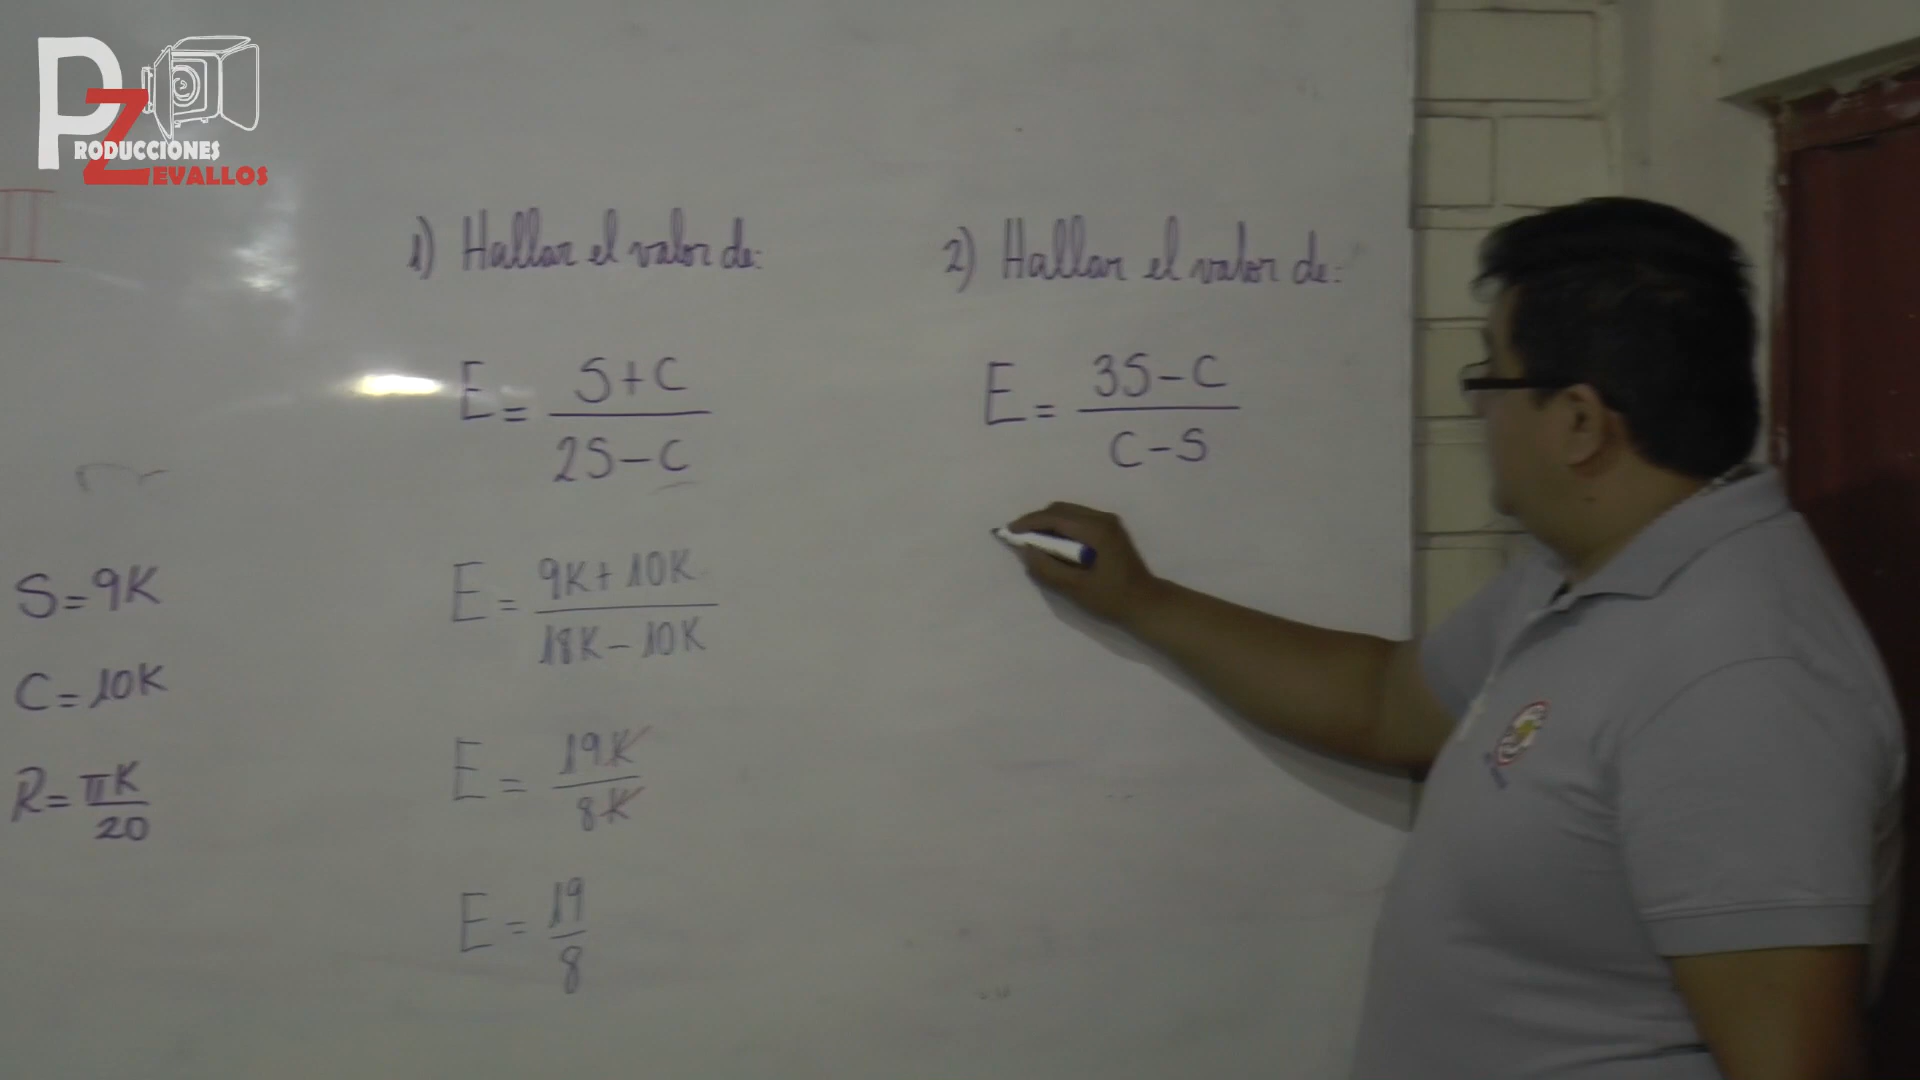 PRODUCCIONES
ZEVALLOS
II
S=9K
C=10K
R=πK/20
1) Hallar el valor de:
E= S+C / 2S-C
E= 9K+10K / 18K-10K
E= 19K / 8K
E= 19/8
2) Hallar el valor de:
E= 3S-C / C-S